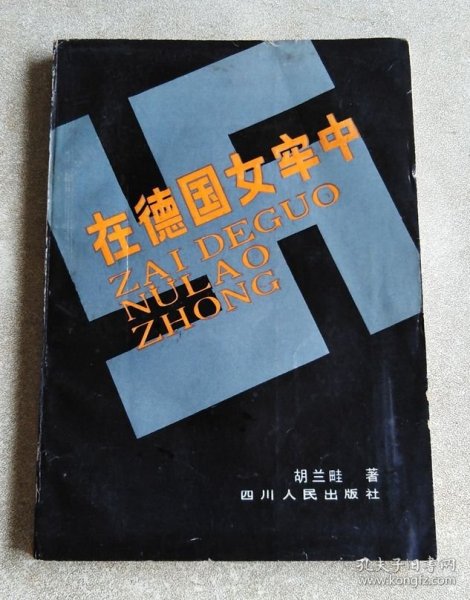 在德国女牢中
ZAI DEGUO
NÜLAO
ZHONG
胡兰畦 著
四川人民出版社
孔夫子旧书网
www.kongfz.com